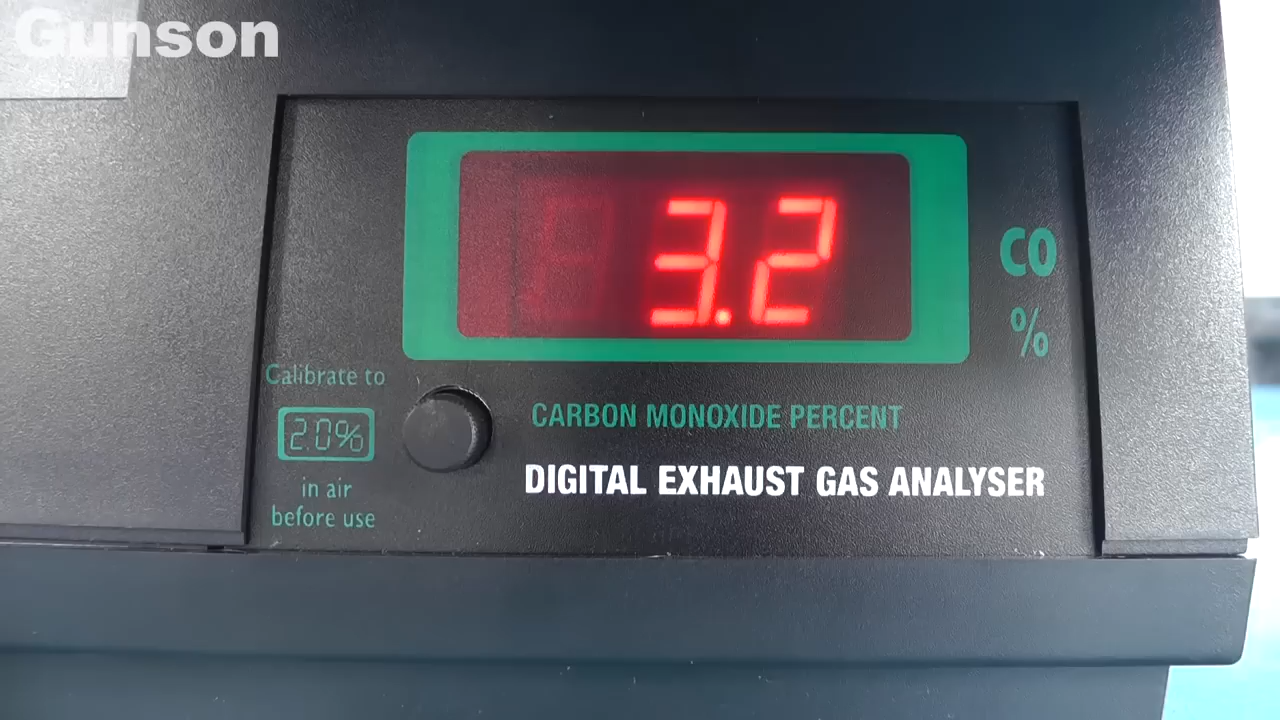 Gunson
3.2
CO
%
Calibrate to
2.0%
in air
before use
CARBON MONOXIDE PERCENT
DIGITAL EXHAUST GAS ANALYSER